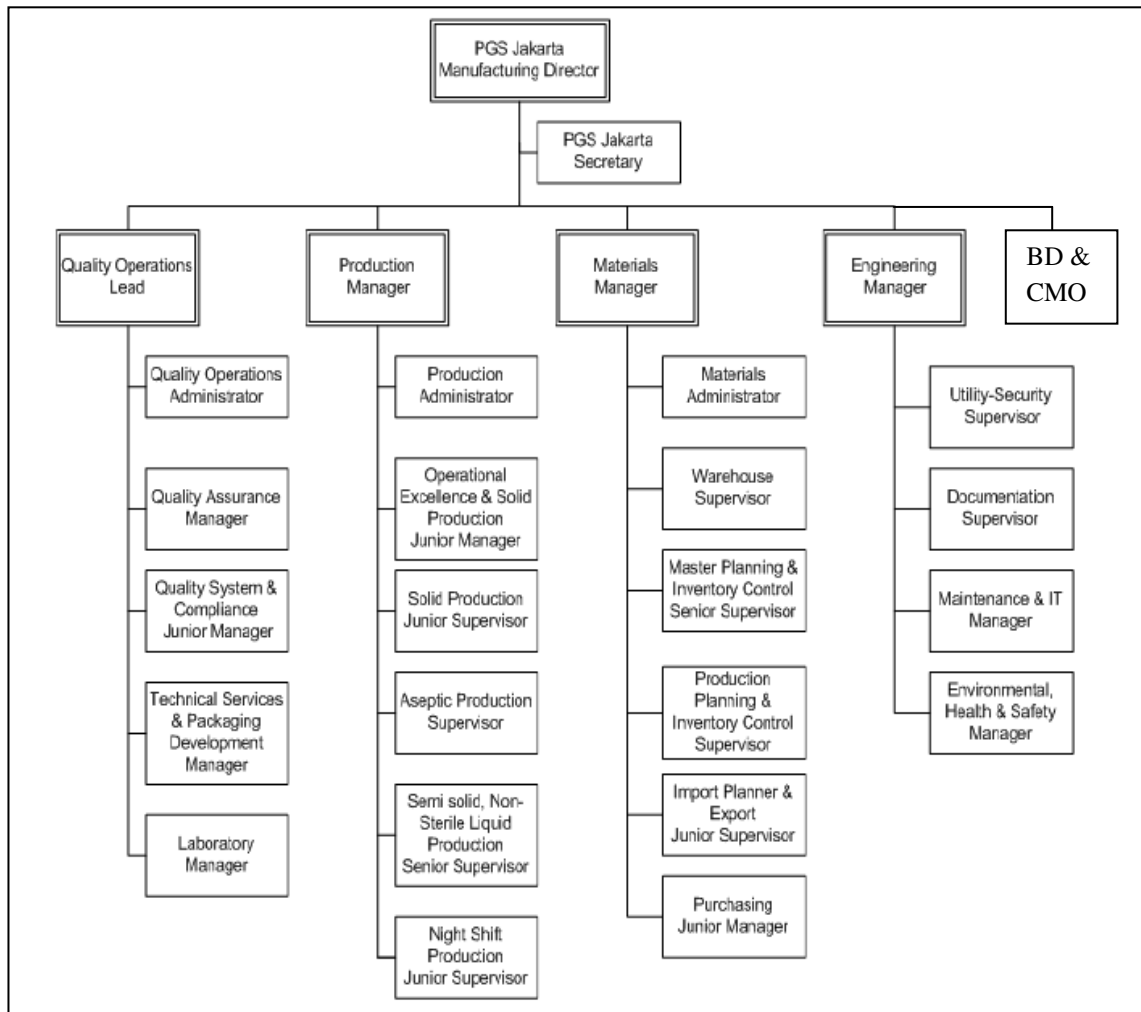 PGS Jakarta
Manufacturing Director
PGS Jakarta
Secretary
Quality Operations
Lead
Production
Manager
Materials
Manager
Engineering
Manager
BD &
CMO
Quality Operations
Administrator
Quality Assurance
Manager
Quality System &
Compliance
Junior Manager
Technical Services
& Packaging
Development
Manager
Laboratory
Manager
Production
Administrator
Operational
Excellence & Solid
Production
Junior Manager
Solid Production
Junior Supervisor
Aseptic Production
Supervisor
Semi solid, Non-
Sterile Liquid
Production
Senior Supervisor
Night Shift
Production
Junior Supervisor
Materials
Administrator
Warehouse
Supervisor
Master Planning &
Inventory Control
Senior Supervisor
Production
Planning &
Inventory Control
Supervisor
Import Planner &
Export
Junior Supervisor
Purchasing
Junior Manager
Utility-Security
Supervisor
Documentation
Supervisor
Maintenance & IT
Manager
Environmental,
Health & Safety
Manager